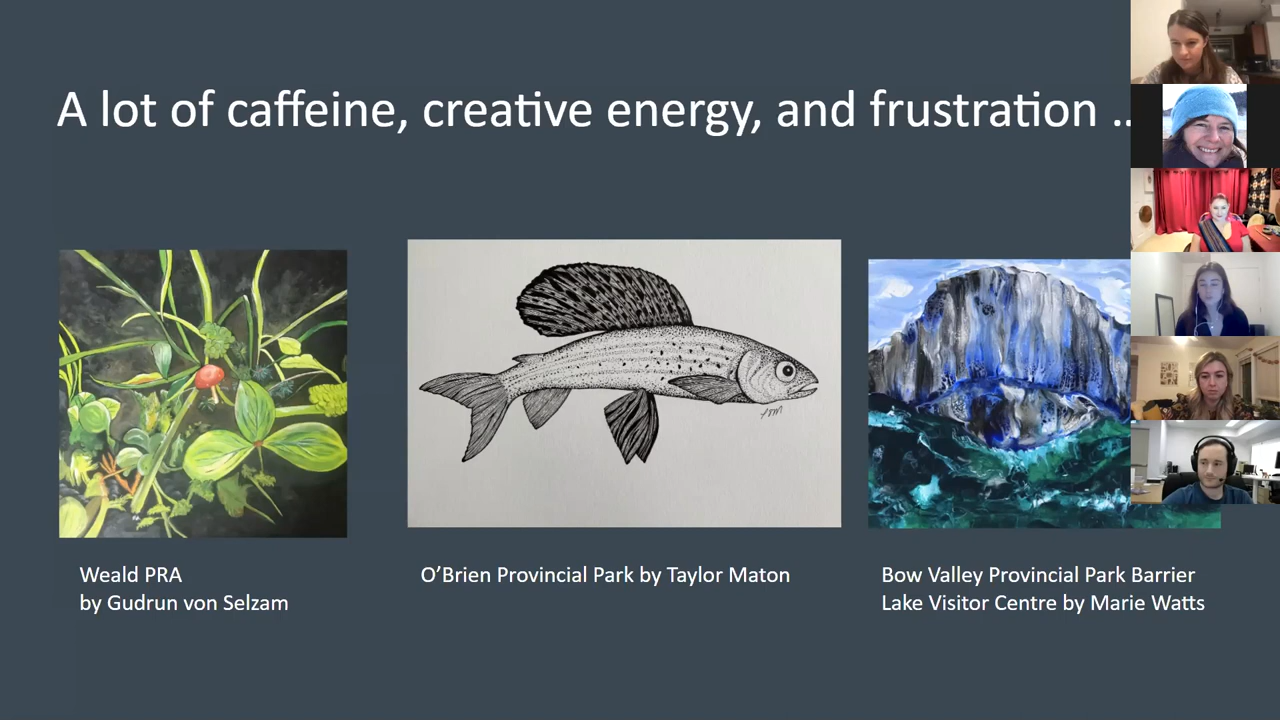 A lot of caffeine, creative energy, and frustration ..
Weald PRA
by Gudrun von Selzam
O’Brien Provincial Park by Taylor Maton
Bow Valley Provincial Park Barrier
Lake Visitor Centre by Marie Watts